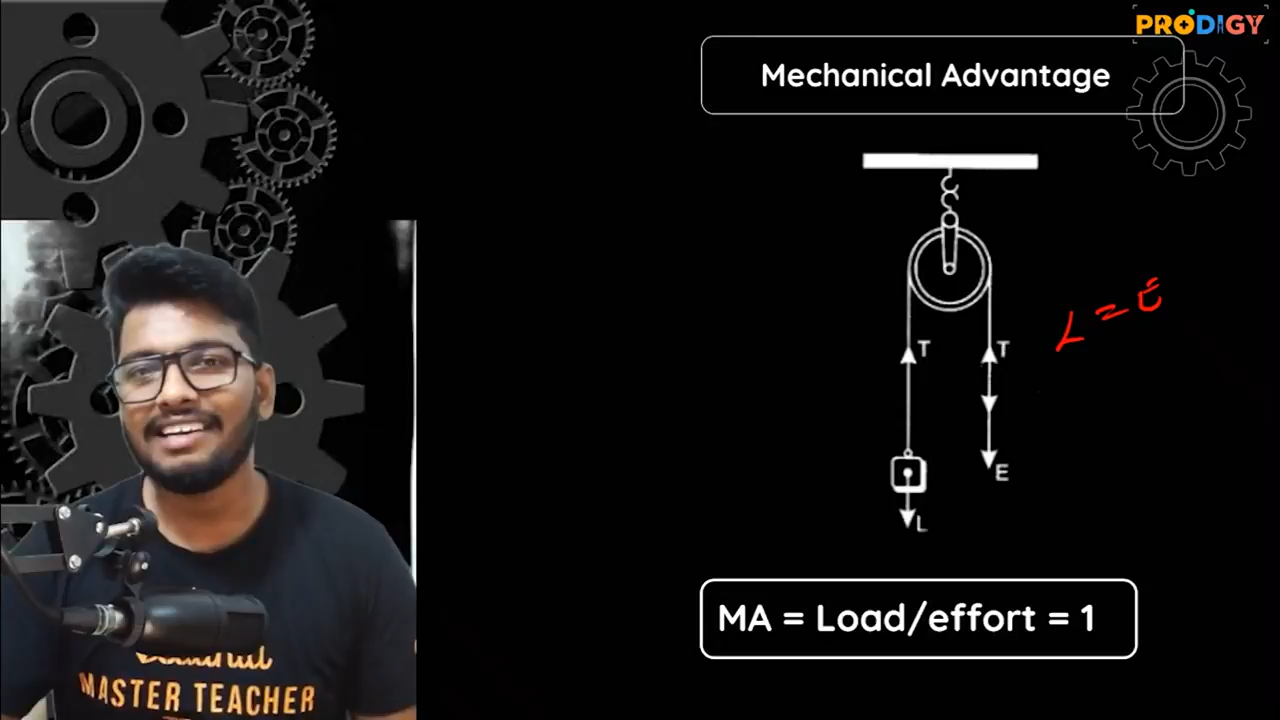 PRODIGY
Mechanical Advantage
L = E
T T
E
L
MA = Load/effort = 1
MASTER TEACHER